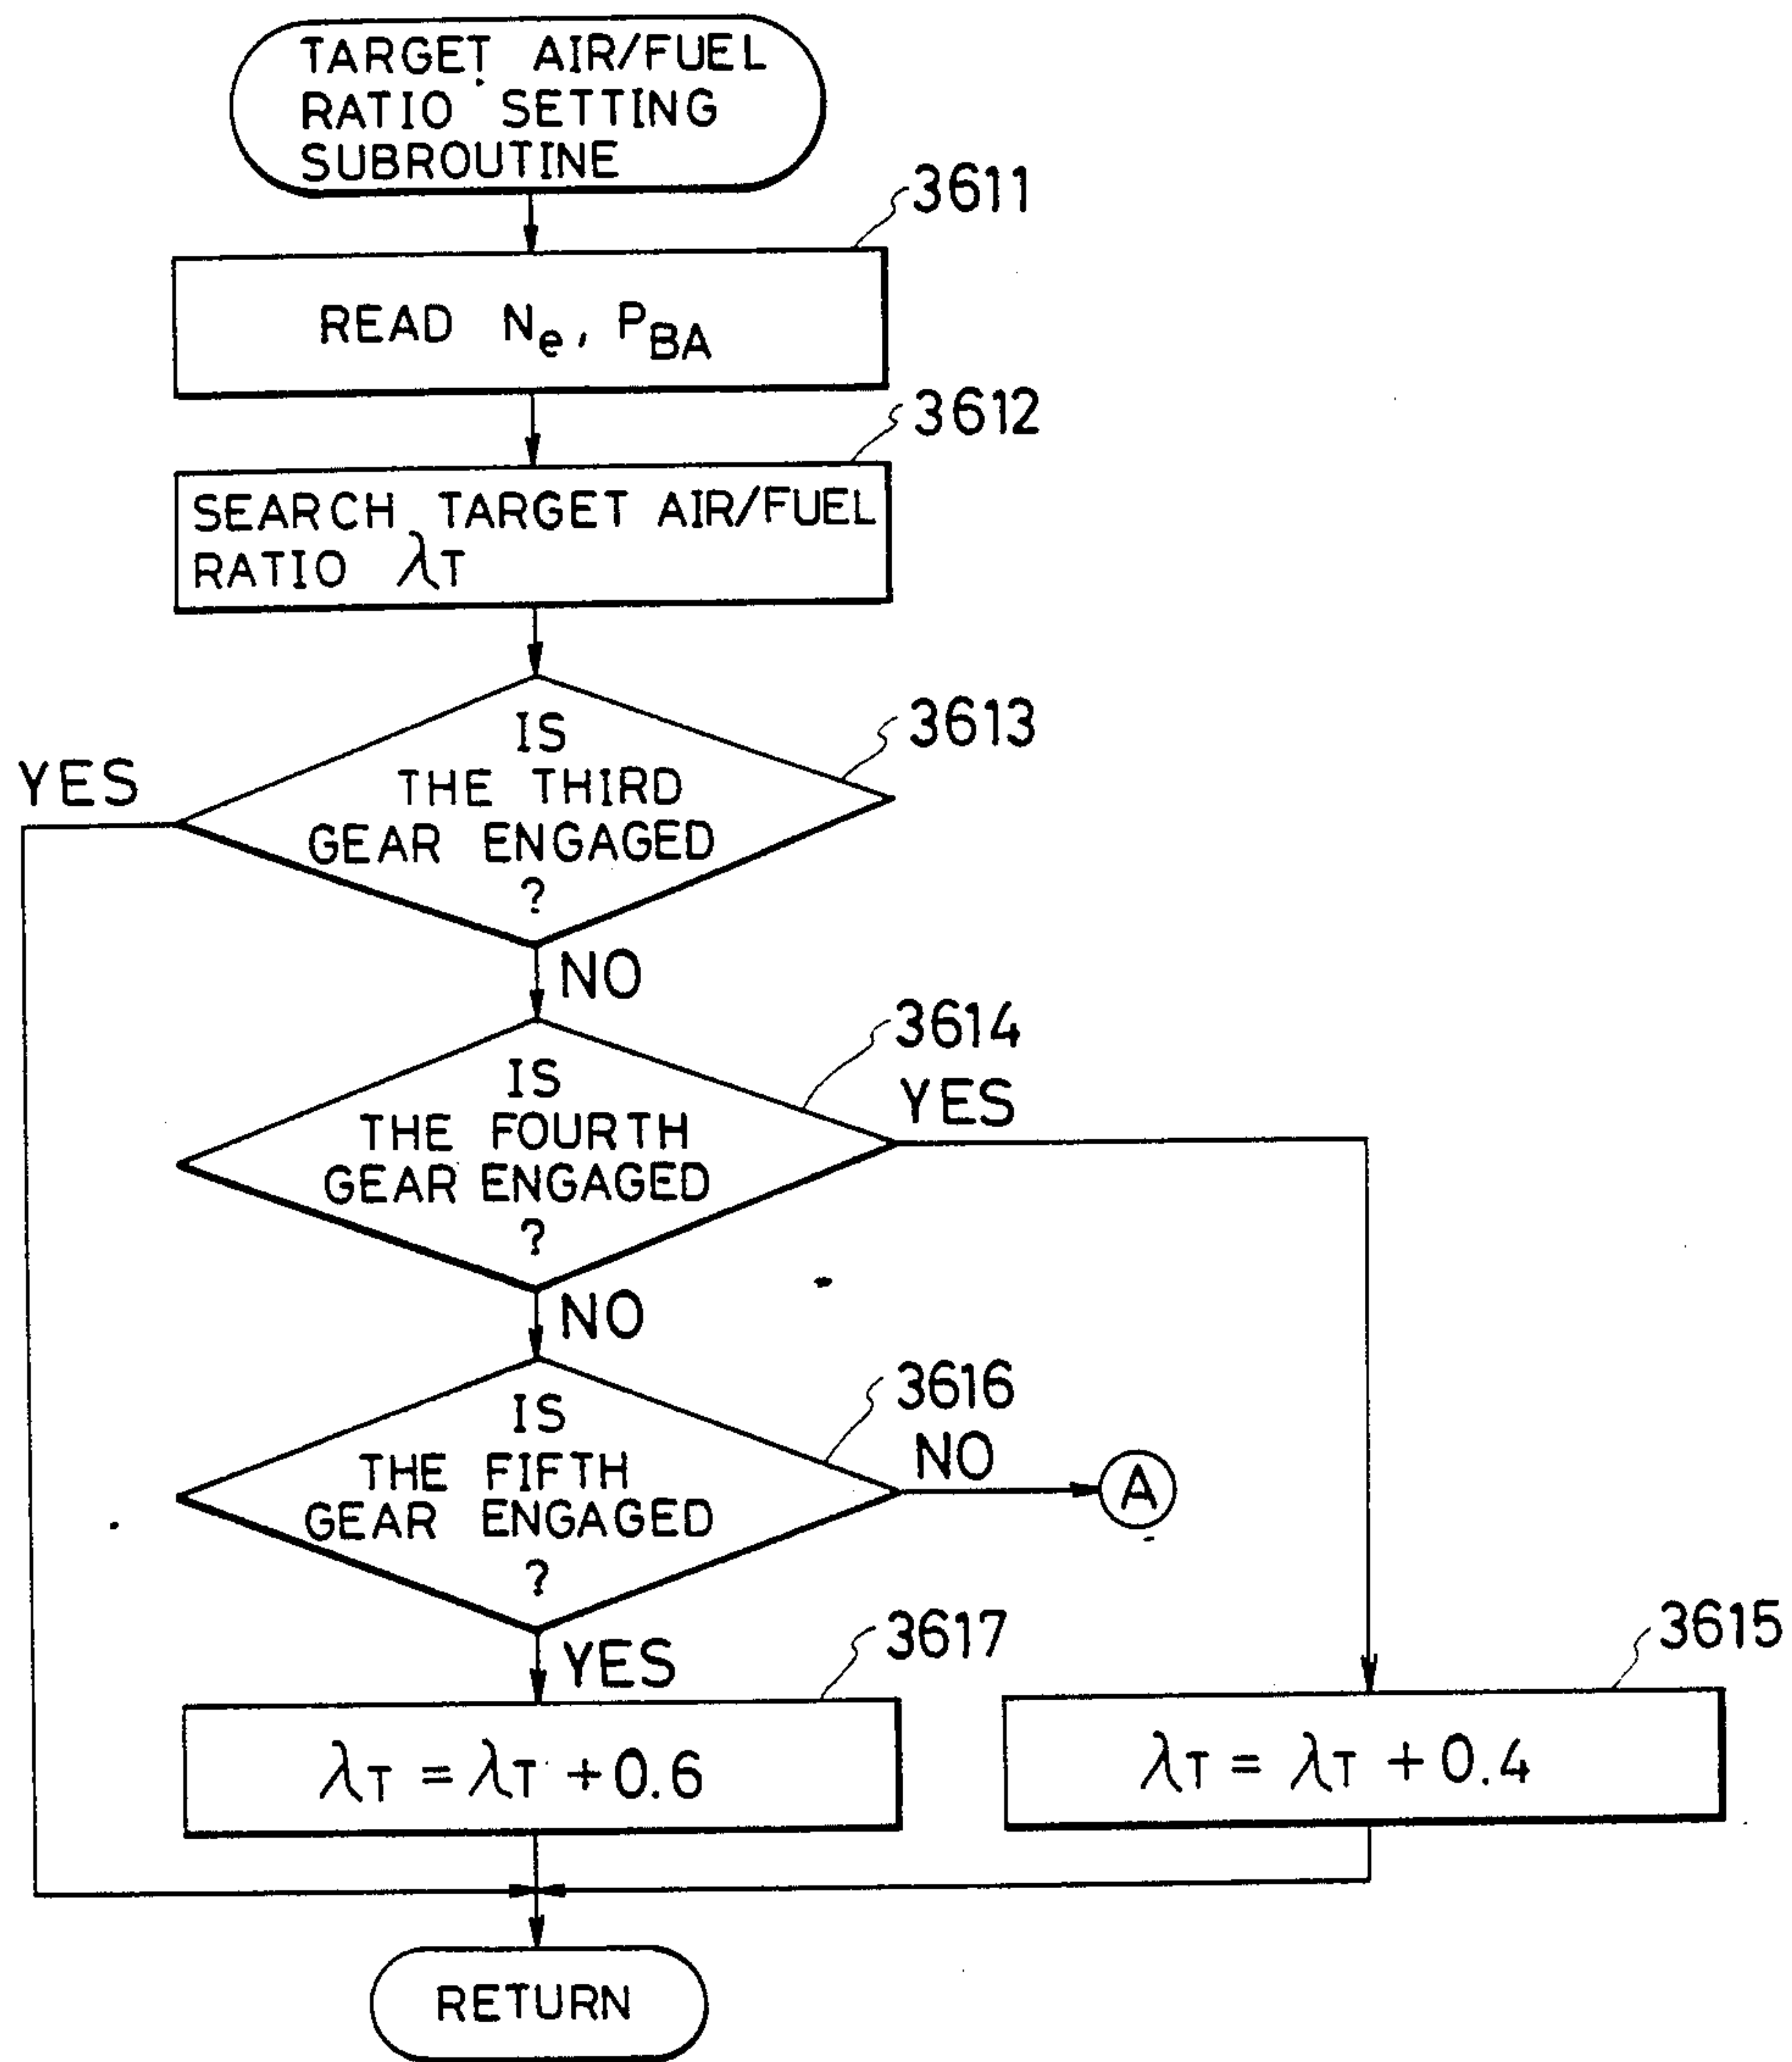 TARGET AIR/FUEL
RATIO SETTING
SUBROUTINE
3611
READ Ne, PBA
3612
SEARCH TARGET AIR/FUEL
RATIO λT
3613
IS
THE THIRD
GEAR ENGAGED
?
YES
NO
3614
IS
THE FOURTH
GEAR ENGAGED
?
YES
NO
3616
IS
THE FIFTH
GEAR ENGAGED
?
NO
A
YES
3617
λT = λT + 0.6
3615
λT = λT + 0.4
RETURN